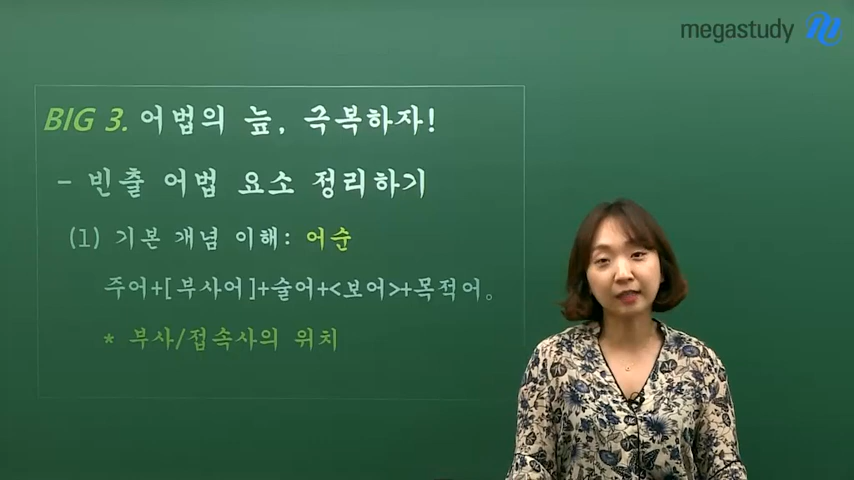 megastudy
BIG 3. 어법의 늪, 극복하자!
- 빈출 어법 요소 정리하기
(1) 기본 개념 이해: 어순
주어+[부사어]+술어+<보어>+목적어。
* 부사/접속사의 위치